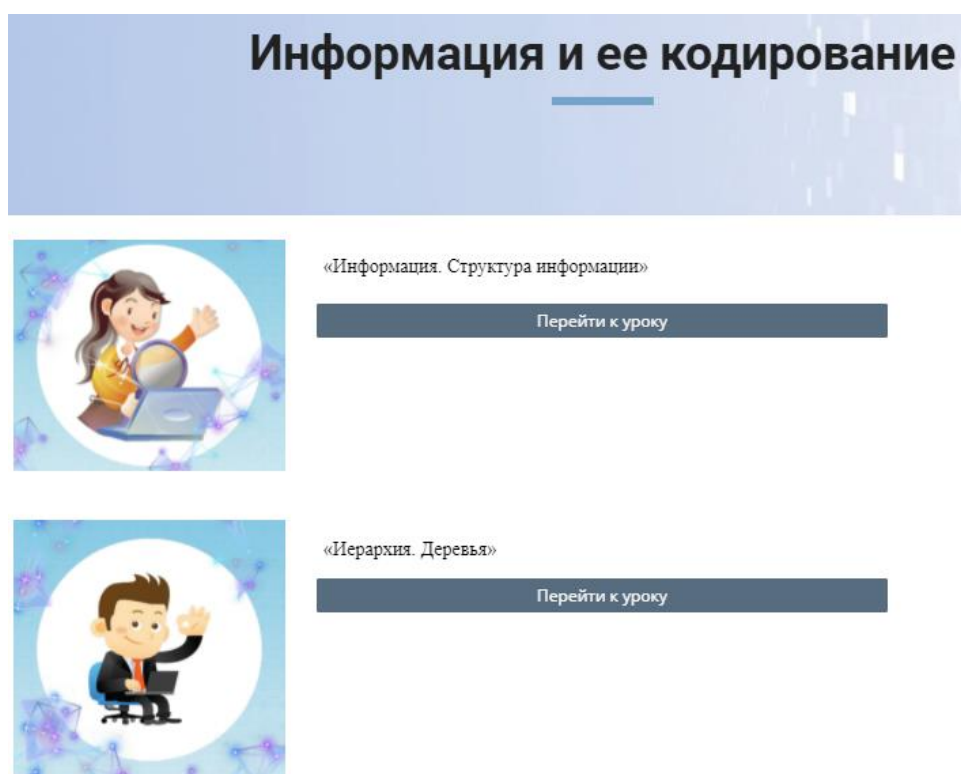 Информация и ее кодирование
«Информация. Структура информации»
Перейти к уроку
«Иерархия. Деревья»
Перейти к уроку